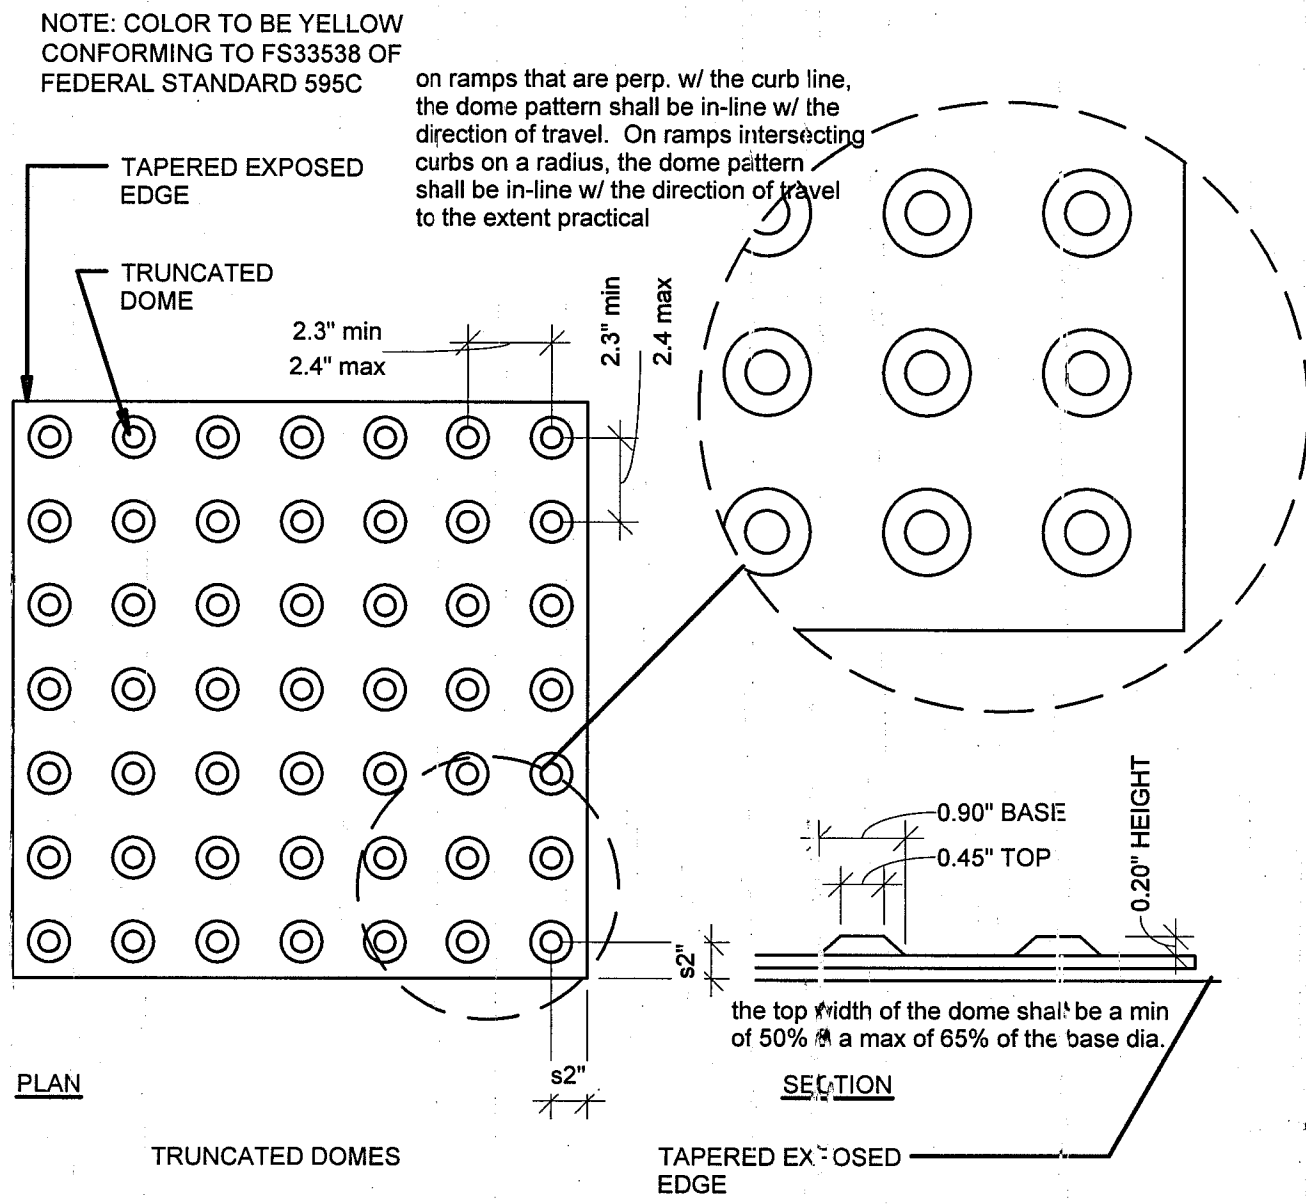 NOTE: COLOR TO BE YELLOW
CONFORMING TO FS33538 OF
FEDERAL STANDARD 595C
on ramps that are perp. w/ the curb line,
the dome pattern shall be in-line w/ the
direction of travel. On ramps intersecting
curbs on a radius, the dome pattern
shall be in-line w/ the direction of travel
to the extent practical
TAPERED EXPOSED
EDGE
TRUNCATED
DOME
2.3" min
2.4" max
2.3" min
2.4 max
0.90" BASE
0.45" TOP
0.20" HEIGHT
s2"
s2"
the top width of the dome shall be a min
of 50% a max of 65% of the base dia.
PLAN
SECTION
TRUNCATED DOMES
TAPERED EXPOSED
EDGE